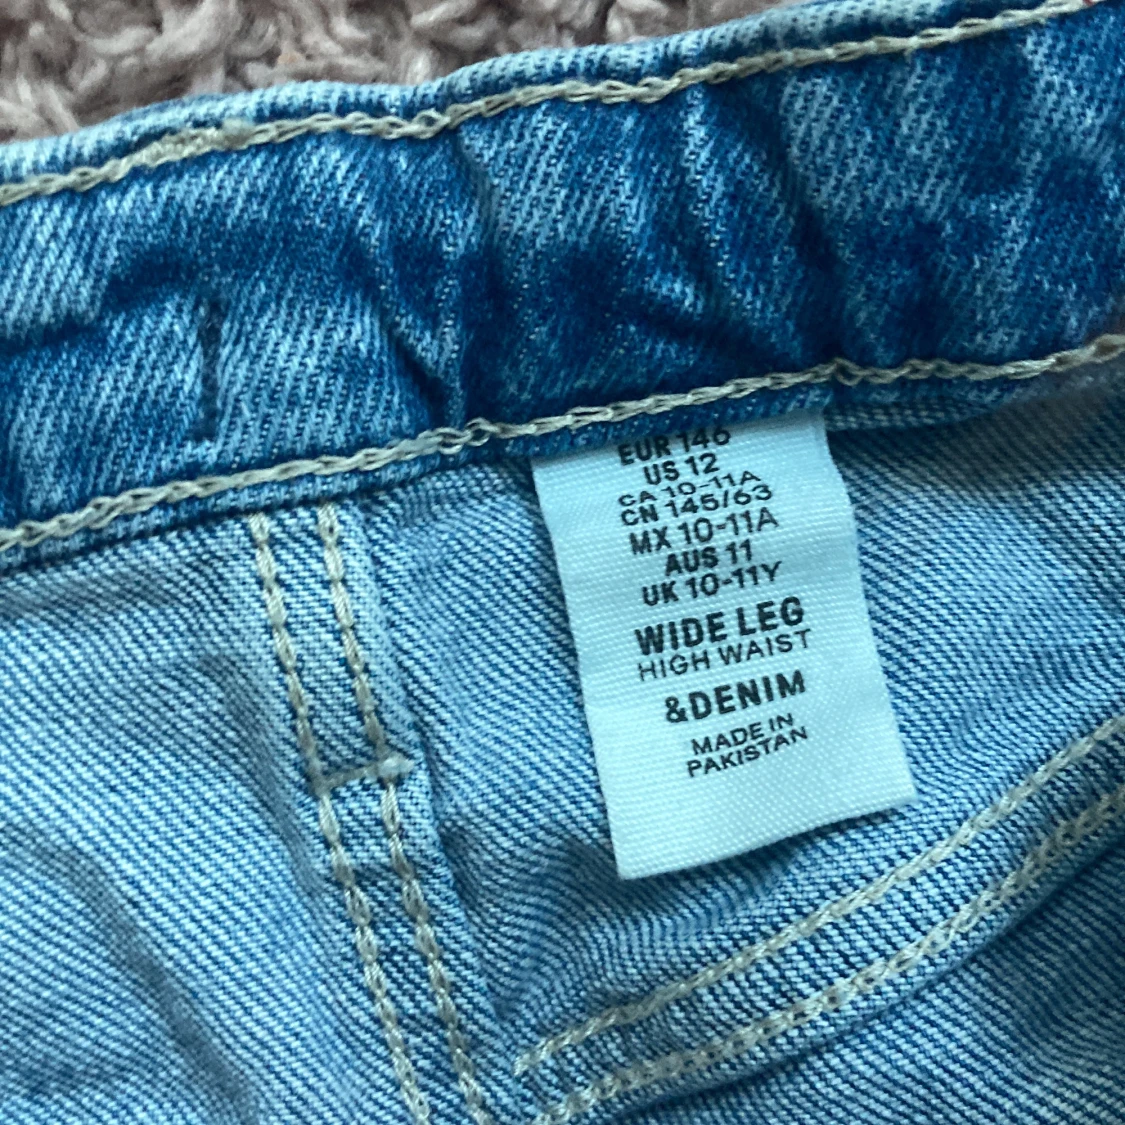 EUR 146
US 12
CA 10-11A
CN 145/63
MX 10-11A
AUS 11
UK 10-11Y
WIDE LEG
HIGH WAIST
&DENIM
MADE IN
PAKISTAN